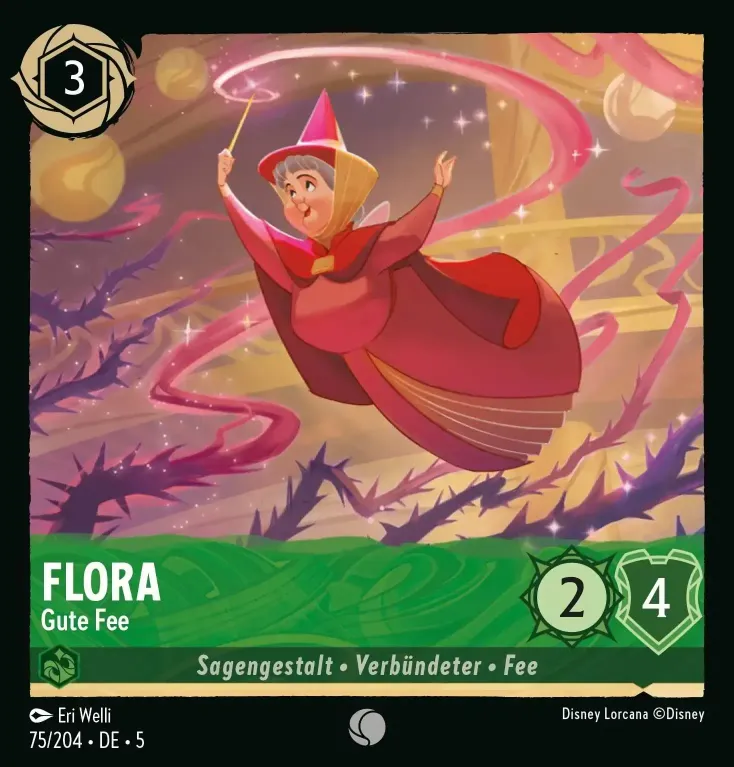 3
FLORA
Gute Fee
2
4
Sagengestalt • Verbündeter • Fee
Eri Welli
Disney Lorcana ©Disney
75/204 • DE • 5